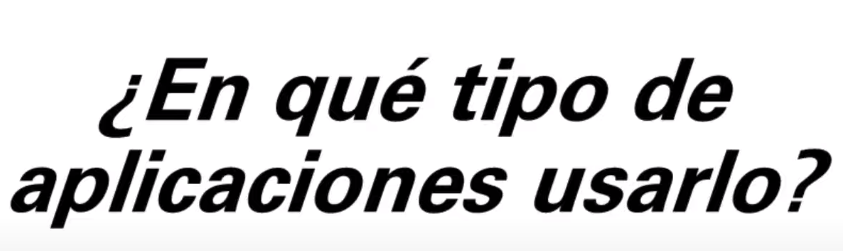 ¿En qué tipo de
aplicaciones usarlo?